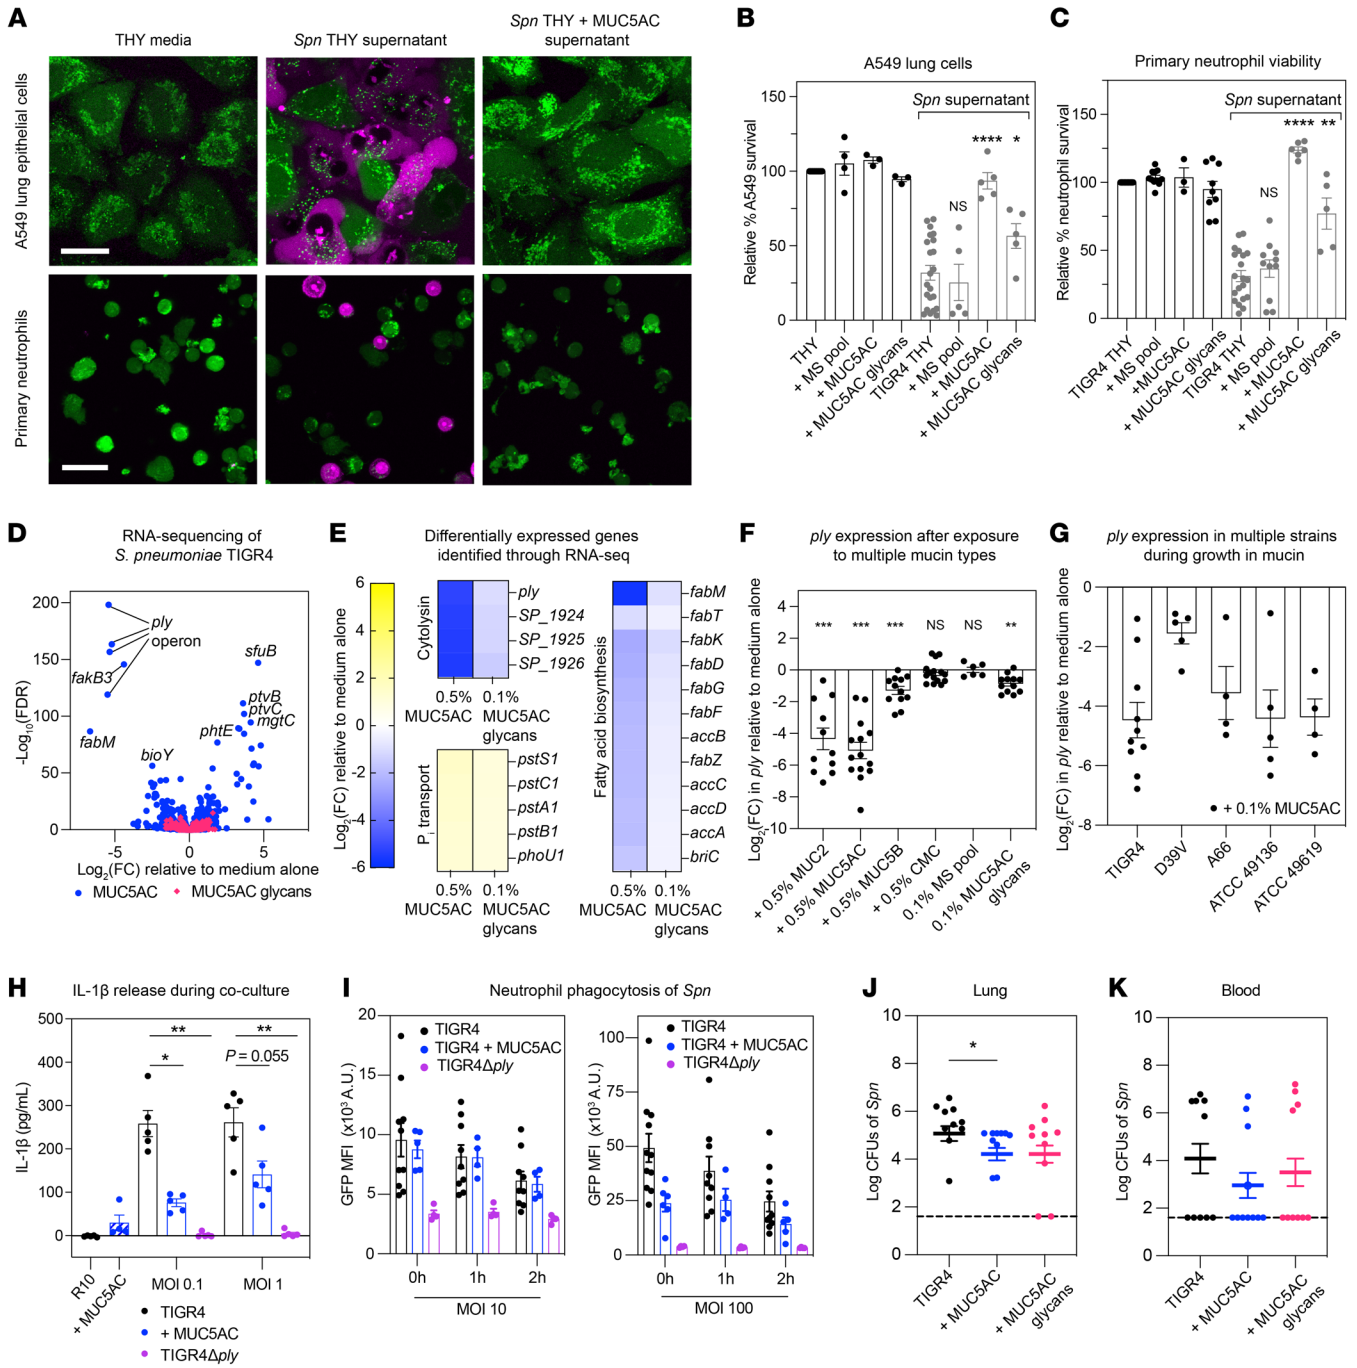 A
THY media
Spn THY supernatant
Spn THY + MUC5AC
supernatant
A549 lung epithelial cells
Primary neutrophils
B
A549 lung cells
Relative % A549 survival
150
100
50
0
Spn supernatant
NS
****
*
THY
+ MS pool
+ MUC5AC
+ MUC5AC glycans
TIGR4 THY
+ MS pool
+ MUC5AC
+ MUC5AC glycans
C
Primary neutrophil viability
Relative % neutrophil survival
150
100
50
0
Spn supernatant
NS
****
**
TIGR4 THY
+ MS pool
+MUC5AC
+ MUC5AC glycans
TIGR4 THY
+ MS pool
+ MUC5AC
+ MUC5AC glycans
D
RNA-sequencing of
S. pneumoniae TIGR4
-Log10(FDR)
200
150
100
50
0
ply
operon
fakB3
fabM
bioY
sfuB
ptvB
ptvC
mgtC
phtE
-5
0
5
Log2(FC) relative to medium alone
MUC5AC
MUC5AC glycans
E
Differentially expressed genes
identified through RNA-seq
Log2(FC) relative to medium alone
6
4
2
0
-2
-4
-6
Cytolysin
ply
SP_1924
SP_1925
SP_1926
0.5%
MUC5AC
0.1%
MUC5AC
glycans
Pi transport
pstS1
pstC1
pstA1
pstB1
phoU1
0.5%
MUC5AC
0.1%
MUC5AC
glycans
Fatty acid biosynthesis
fabM
fabT
fabK
fabD
fabG
fabF
accB
fabZ
accC
accD
accA
briC
0.5%
MUC5AC
0.1%
MUC5AC
glycans
F
ply expression after exposure
to multiple mucin types
Log2(FC) in ply relative to medium alone
4
2
0
-2
-4
-6
-8
-10
***
***
***
NS
NS
**
+ 0.5% MUC2
+ 0.5% MUC5AC
+ 0.5% MUC5B
+ 0.5% CMC
0.1% MS pool
0.1% MUC5AC
glycans
G
ply expression in multiple strains
during growth in mucin
Log2(FC) in ply relative to medium alone
0
-2
-4
-6
-8
+ 0.1% MUC5AC
TIGR4
D39V
A66
ATCC 49136
ATCC 49619
H
IL-1β release during co-culture
IL-1β (pg/mL)
500
400
300
200
100
0
**
*
**
P = 0.055
R10
+ MUC5AC
MOI 0.1
MOI 1
TIGR4
+ MUC5AC
TIGR4Δply
I
Neutrophil phagocytosis of Spn
GFP MFI (x10³ A.U.)
20
15
10
5
0
TIGR4
TIGR4 + MUC5AC
TIGR4Δply
0h
1h
2h
MOI 10
GFP MFI (x10³ A.U.)
100
75
50
25
0
TIGR4
TIGR4 + MUC5AC
TIGR4Δply
0h
1h
2h
MOI 100
J
Lung
Log CFUs of Spn
10
8
6
4
2
0
*
TIGR4
+ MUC5AC
+ MUC5AC
glycans
K
Blood
Log CFUs of Spn
10
8
6
4
2
0
TIGR4
+ MUC5AC
+ MUC5AC
glycans